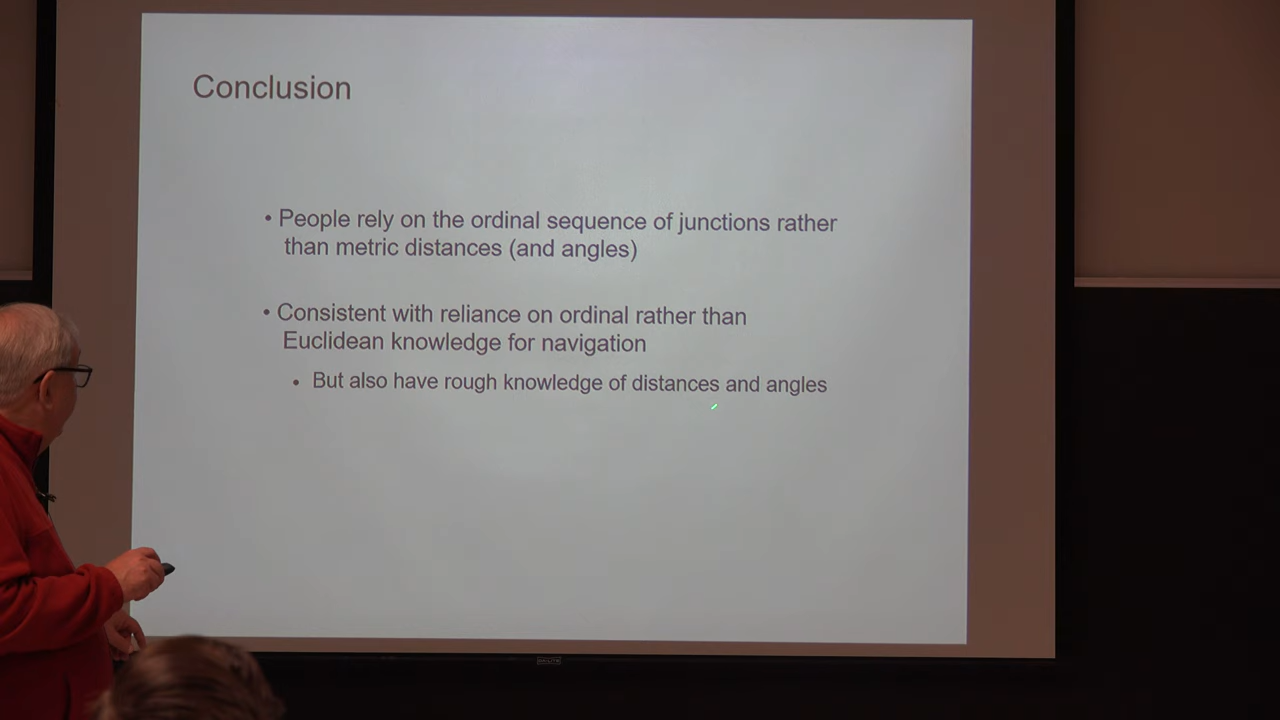 Conclusion
• People rely on the ordinal sequence of junctions rather
than metric distances (and angles)
• Consistent with reliance on ordinal rather than
Euclidean knowledge for navigation
• But also have rough knowledge of distances and angles